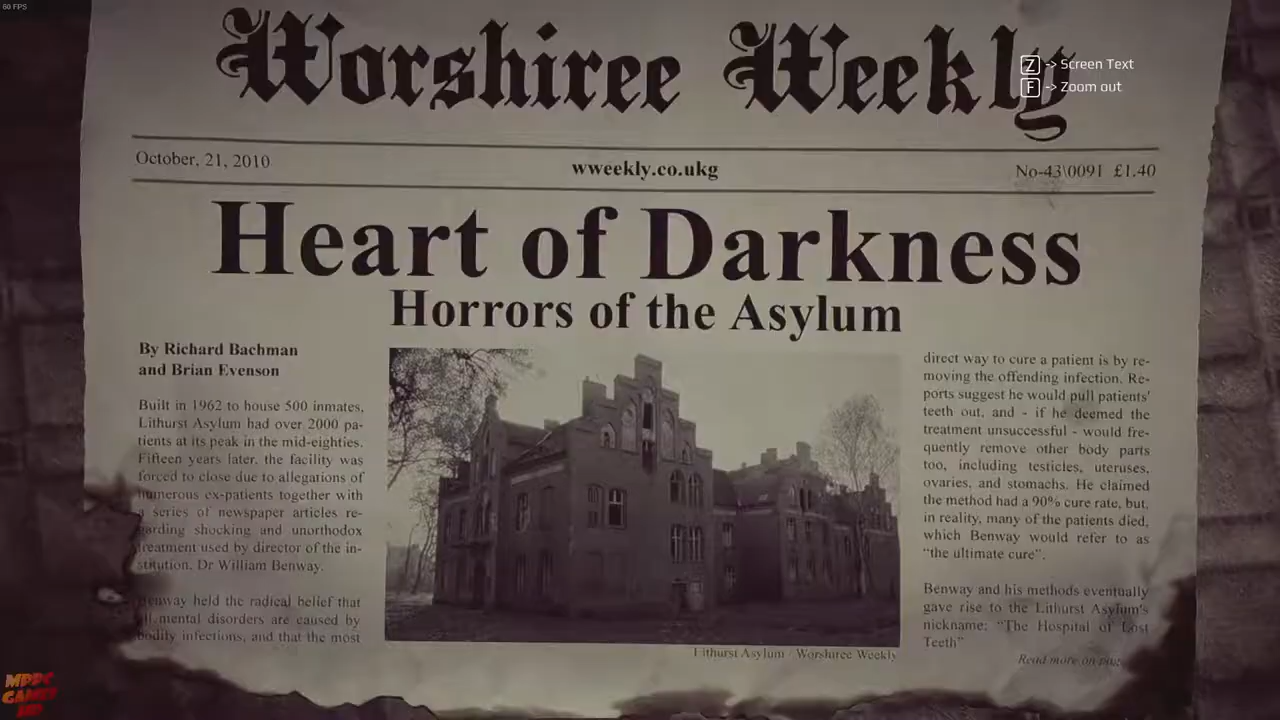 60 FPS
Worshiree Weekly
Z -> Screen Text
F -> Zoom out
October, 21, 2010
wweekly.co.ukg
No-43\0091 £1.40
Heart of Darkness
Horrors of the Asylum
By Richard Bachman
and Brian Evenson
Built in 1962 to house 500 inmates,
Lithurst Asylum had over 2000 pa-
tients at its peak in the mid-eighties.
Fifteen years later, the facility was
forced to close due to allegations of
numerous ex-patients together with
a series of newspaper articles re-
garding shocking and unorthodox
treatment used by director of the in-
stitution, Dr William Benway.
Benway held the radical belief that
all mental disorders are caused by
bodily infections, and that the most
Lithurst Asylum / Worshiree Weekly
direct way to cure a patient is by re-
moving the offending infection. Re-
ports suggest he would pull patients'
teeth out, and - if he deemed the
treatment unsuccessful - would fre-
quently remove other body parts
too, including testicles, uteruses,
ovaries, and stomachs. He claimed
the method had a 90% cure rate, but,
in reality, many of the patients died,
which Benway would refer to as
“the ultimate cure”.
Benway and his methods eventually
gave rise to the Lithurst Asylum's
nickname: “The Hospital of Lost
Teeth”
Read more on
MDDC
GAMES
HD